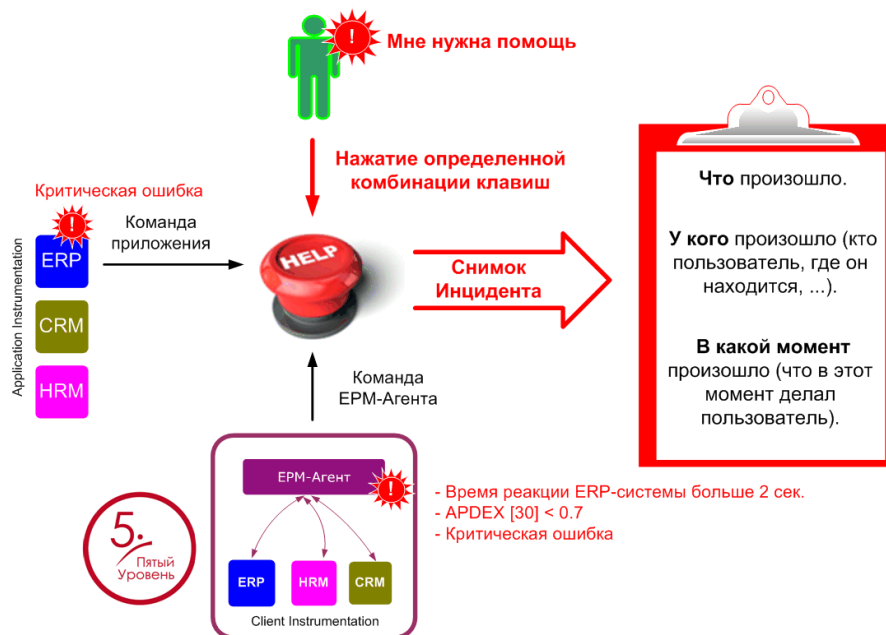 !
Мне нужна помощь
Нажатие определенной
комбинации клавиш
Критическая ошибка
!
Команда
приложения
Application Instrumentation
ERP
CRM
HRM
HELP
Снимок
Инцидента
Что произошло.
У кого произошло (кто
пользователь, где он
находится, ...).
В какой момент
произошло (что в этот
момент делал
пользователь).
Команда
EPM-Агента
EPM-Агент
!
ERP
HRM
CRM
Client Instrumentation
- Время реакции ERP-системы больше 2 сек.
- APDEX [30] < 0.7
- Критическая ошибка
5.
Пятый
Уровень